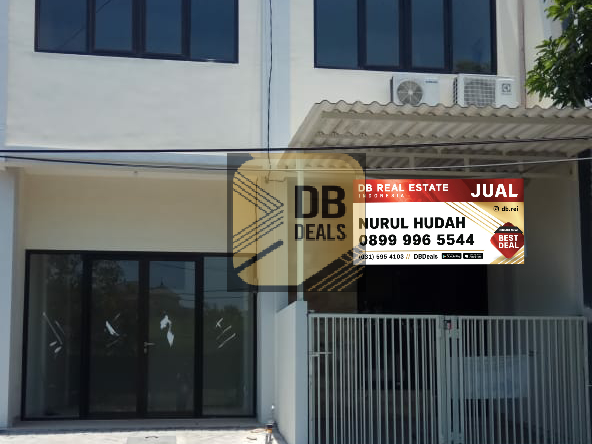 DB
DEALS
DB REAL ESTATE
INDONESIA
JUAL
db.rei
NURUL HUDAH
0899 996 5544
BEST
DEAL
(031) 595 4103 // DBDeals